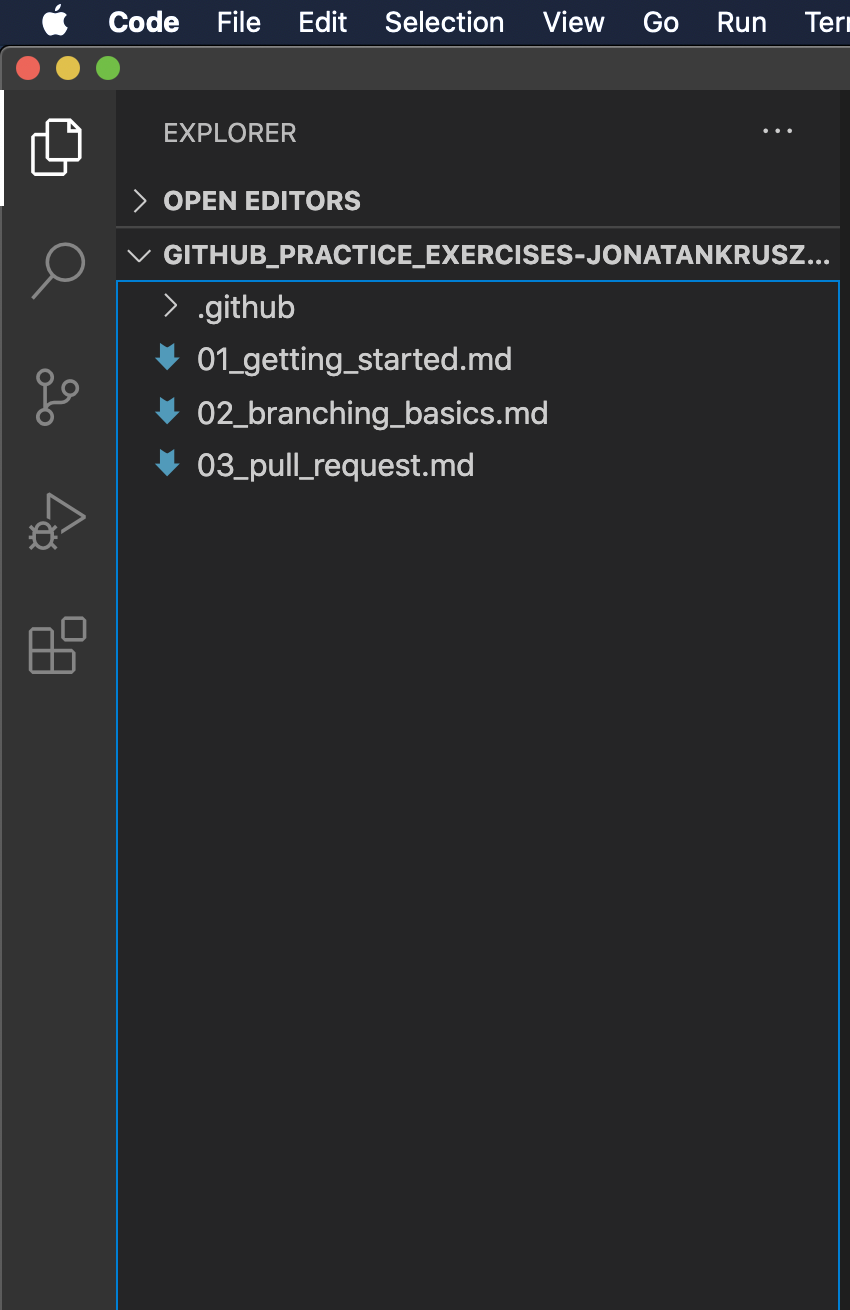 Code File Edit Selection View Go Run
EXPLORER
OPEN EDITORS
GITHUB_PRACTICE_EXERCISES-JONATANKRUSZ...
.github
01_getting_started.md
02_branching_basics.md
03_pull_request.md